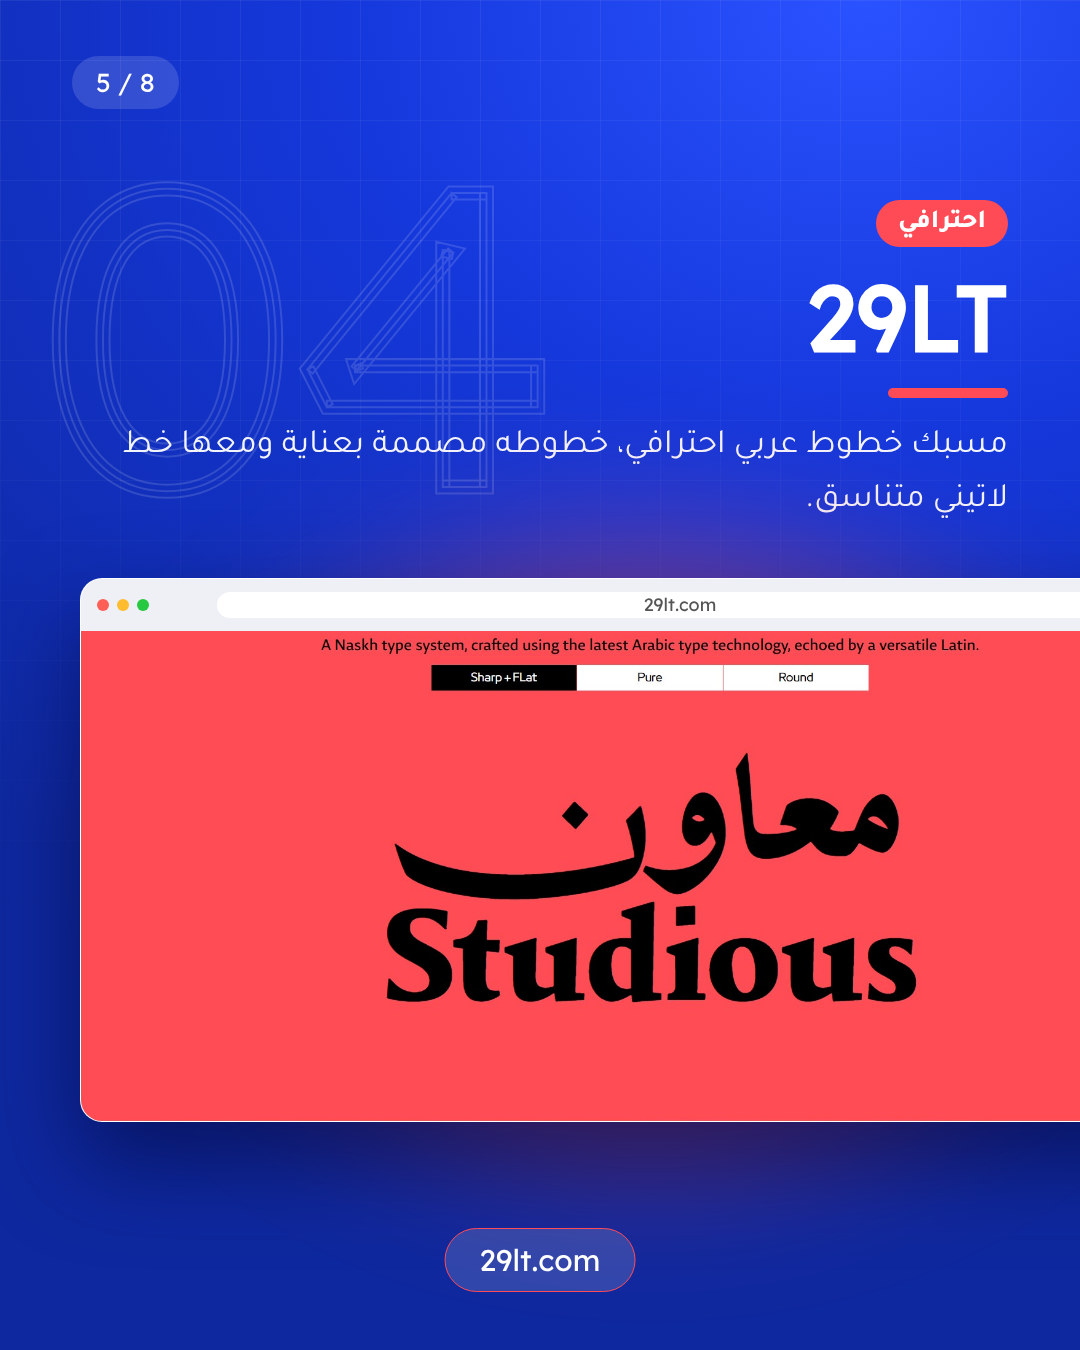 5 / 8
04
احترافي
29LT
مسبك خطوط عربي احترافي، خطوطه مصممة بعناية ومعها خط
لاتيني متناسق.
29lt.com
A Naskh type system, crafted using the latest Arabic type technology, echoed by a versatile Latin.
Sharp + FLat
Pure
Round
معاون
Studious
29lt.com